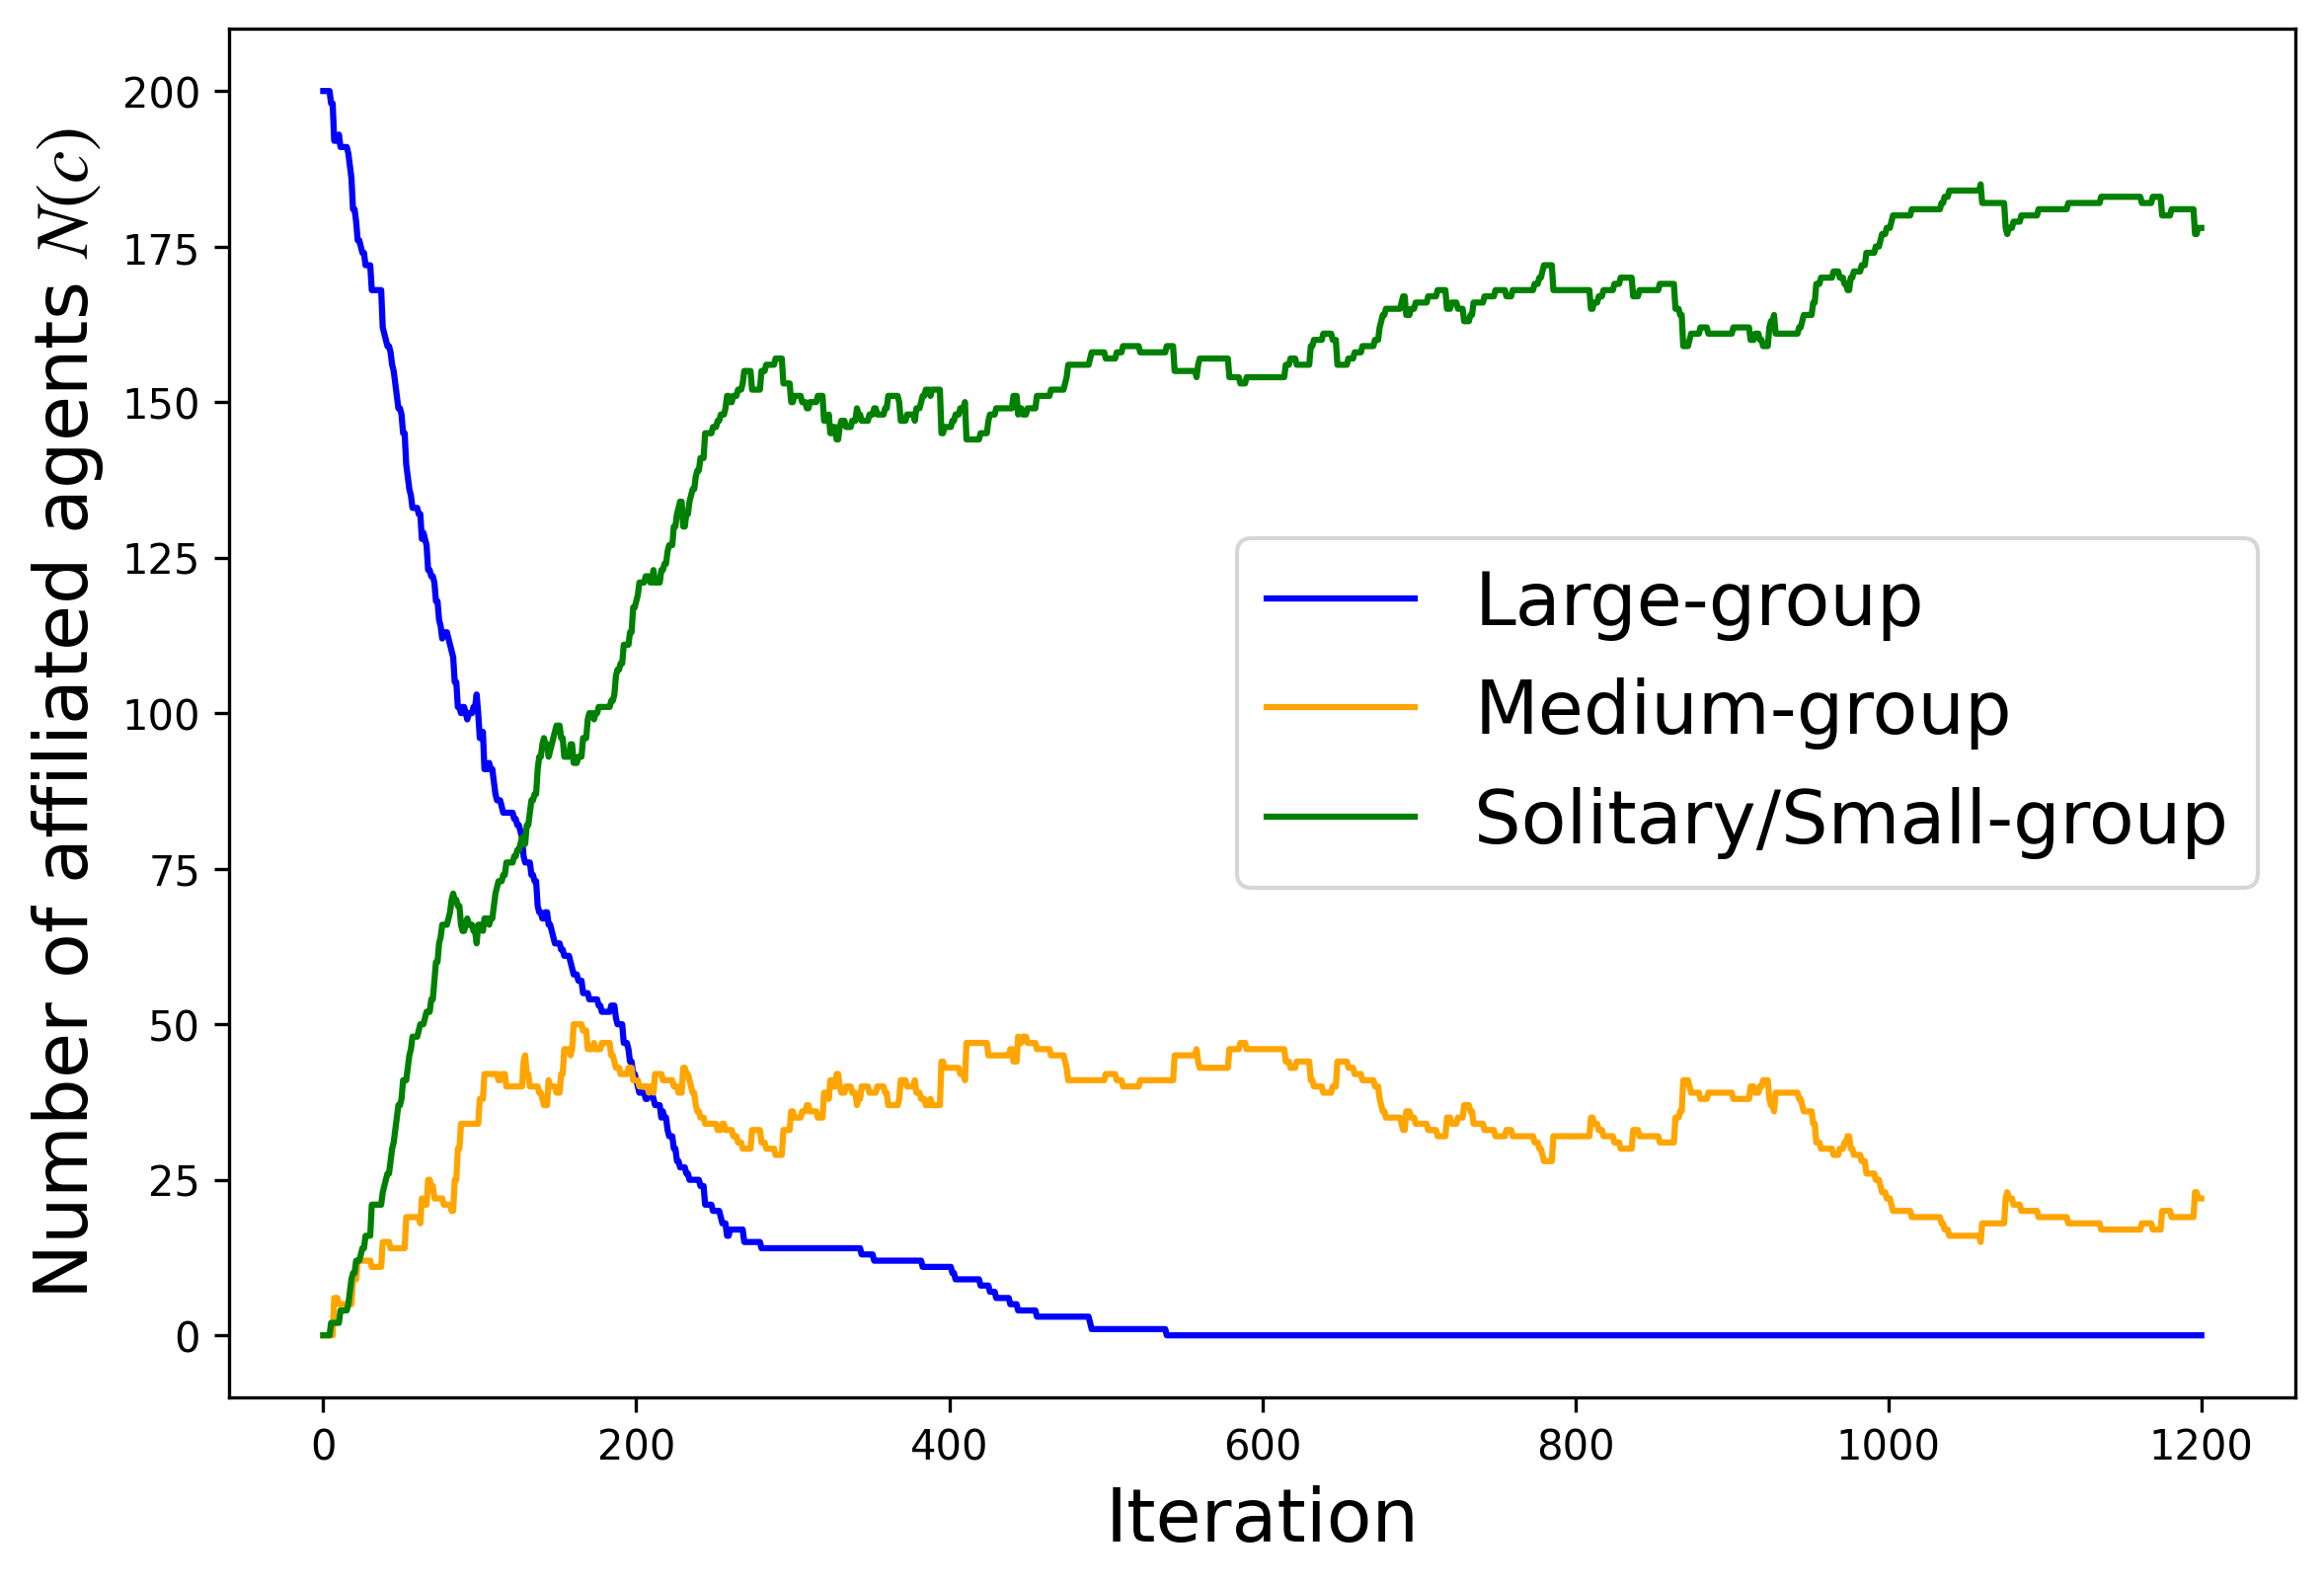 Number of affiliated agents N(c)
200
175
150
125
100
75
50
25
0
Large-group
Medium-group
Solitary/Small-group
0 200 400 600 800 1000 1200
Iteration